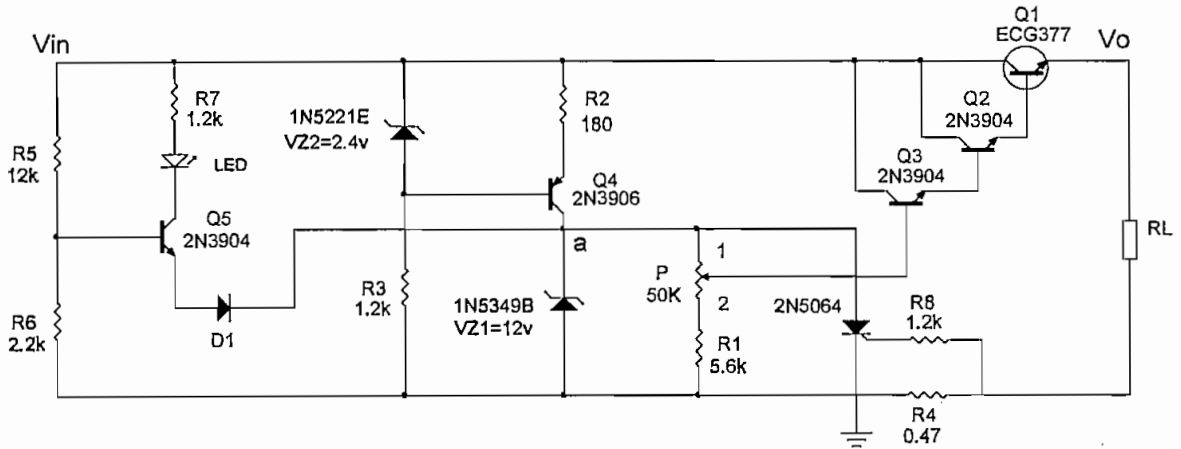 Q1
ECG377
Vin
Vo
R7
1.2k
1N5221E
VZ2=2.4v
R2
180
Q2
2N3904
R5
12k
LED
Q3
2N3904
Q4
2N3906
Q5
2N3904
a
1
RL
P
50K
R3
1.2k
1N5349B
VZ1=12v
2
2N5064
R8
1.2k
R6
2.2k
D1
R1
5.6k
R4
0.47